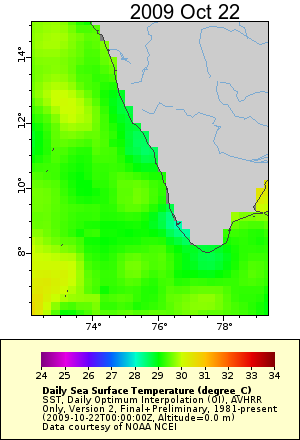 2009 Oct 22
14°
12°
10°
8°
74° 76° 78°
24 25 26 27 28 29 30 31 32 33 34
Daily Sea Surface Temperature (degree_C)
SST, Daily Optimum Interpolation (OI), AVHRR
Only, Version 2, Final+Preliminary, 1981-present
(2009-10-22T00:00:00Z, Altitude=0.0 m)
Data courtesy of NOAA NCEI